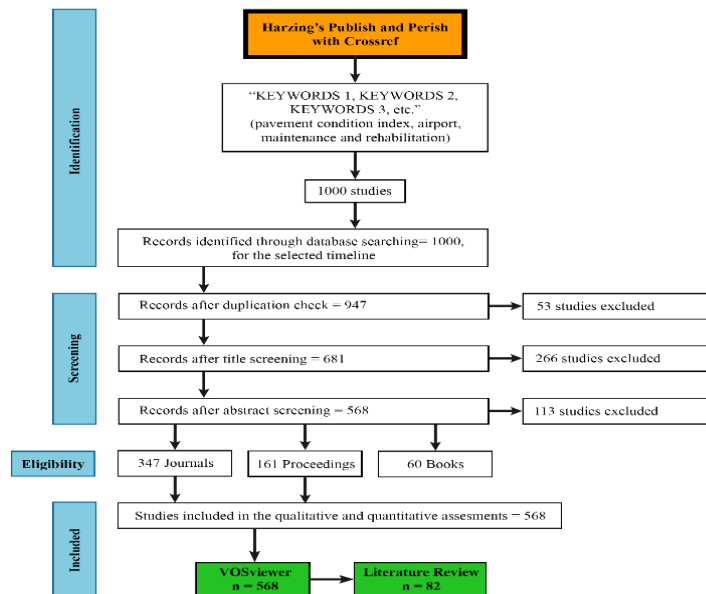 Harzing's Publish and Perish
with Crossref
Identification
"KEYWORDS 1, KEYWORDS 2,
KEYWORDS 3, etc."
(pavement condition index, airport,
maintenance and rehabilitation)
1000 studies
Records identified through database searching= 1000,
for the selected timeline
Screening
Records after duplication check = 947
53 studies excluded
Records after title screening = 681
266 studies excluded
Records after abstract screening = 568
113 studies excluded
Eligibility
347 Journals
161 Proceedings
60 Books
Included
Studies included in the qualitative and quantitative assesments = 568
VOSviewer
n = 568
Literature Review
n = 82